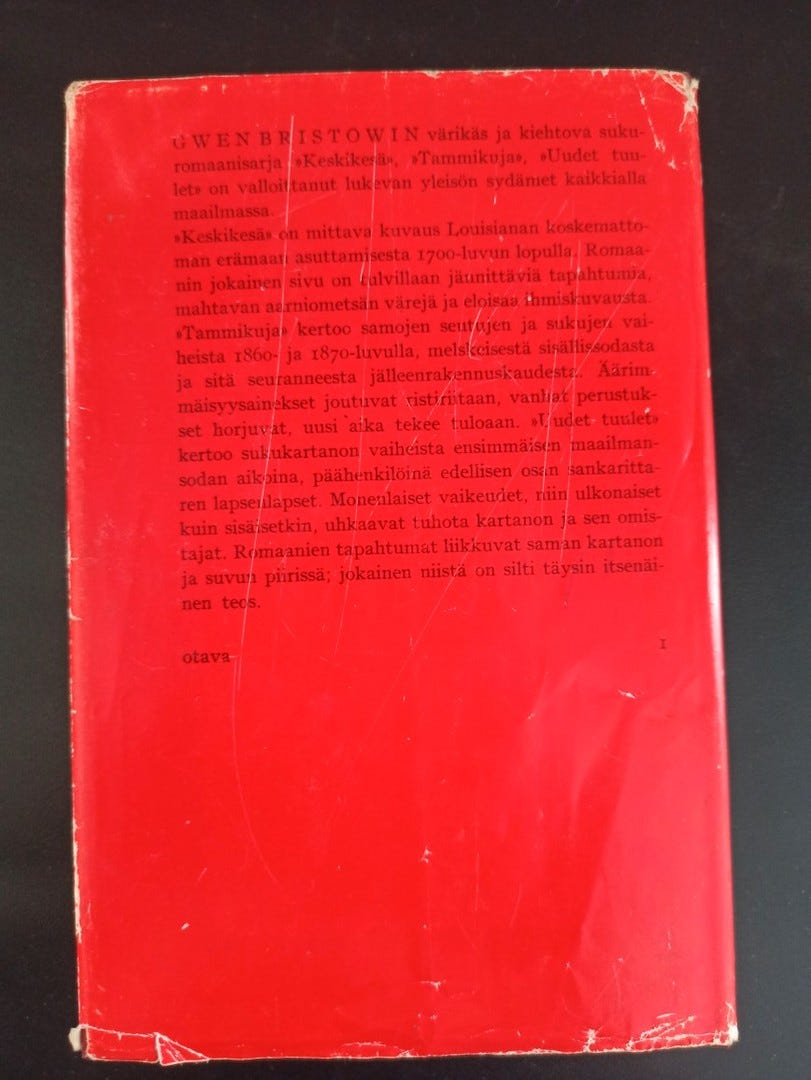 GWEN BRISTOWIN värikäs ja kiehtova suku-
romaanisarja »Keskikesä», »Tammikuja», »Uudet tuu-
let» on valloittanut lukevan yleisön sydämet kaikkialla
maailmassa.
»Keskikesä» on mittava kuvaus Louisianan koskematto-
man erämaan asuttamisesta 1700-luvun lopulla. Romaa-
nin jokainen sivu on tulvillaan jännittäviä tapahtumia,
mahtavan aarniometsän värejä ja eloisaa ihmiskuvausta.
»Tammikuja» kertoo samojen seutujen ja sukujen vai-
heista 1860- ja 1870-luvulla, melskeisestä sisällissodasta
ja sitä seuranneesta jälleenrakennuskaudesta. Äärim-
mäisyysainekset joutuvat ristiriitaan, vanhat perustuk-
set horjuvat, uusi aika tekee tuloaan. »Uudet tuulet»
kertoo sukukartanon vaiheista ensimmäisen maailman-
sodan aikoina, päähenkilöinä edellisen osan sankaritta-
ren lapsenlapset. Monenlaiset vaikeudet, niin ulkonaiset
kuin sisäisetkin, uhkaavat tuhota kartanon ja sen omis-
tajat. Romaanien tapahtumat liikkuvat saman kartanon
ja suvun piirissä; jokainen niistä on silti täysin itsenäi-
nen teos.
otava 1